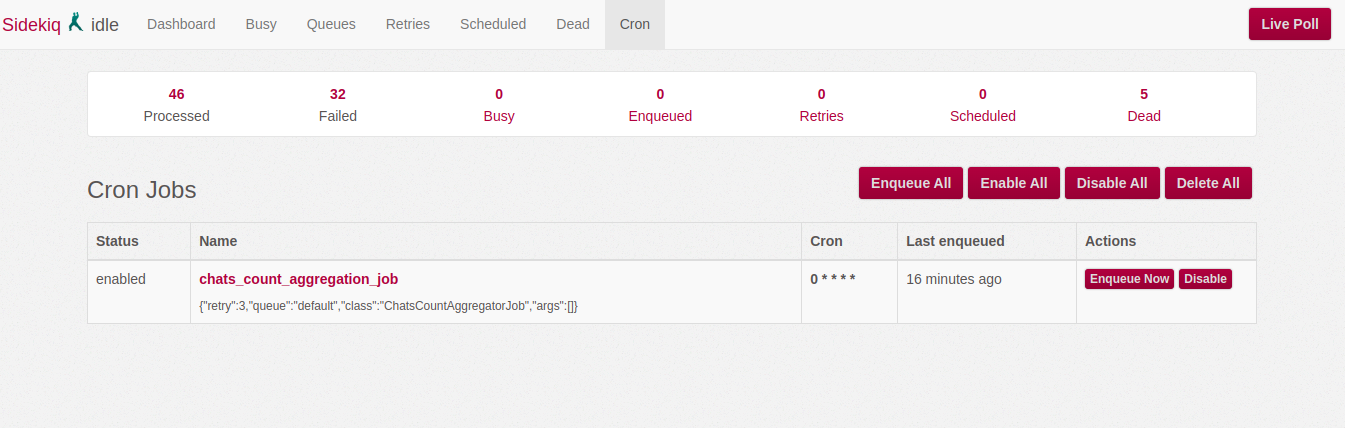 Sidekiq idle Dashboard Busy Queues Retries Scheduled Dead Cron Live Poll
46 32 0 0 0 0 5
Processed Failed Busy Enqueued Retries Scheduled Dead
Cron Jobs Enqueue All Enable All Disable All Delete All
Status Name Cron Last enqueued Actions
enabled chats_count_aggregation_job 0 * * * * 16 minutes ago Enqueue Now Disable
{"retry":3,"queue":"default","class":"ChatsCountAggregatorJob","args":[]}